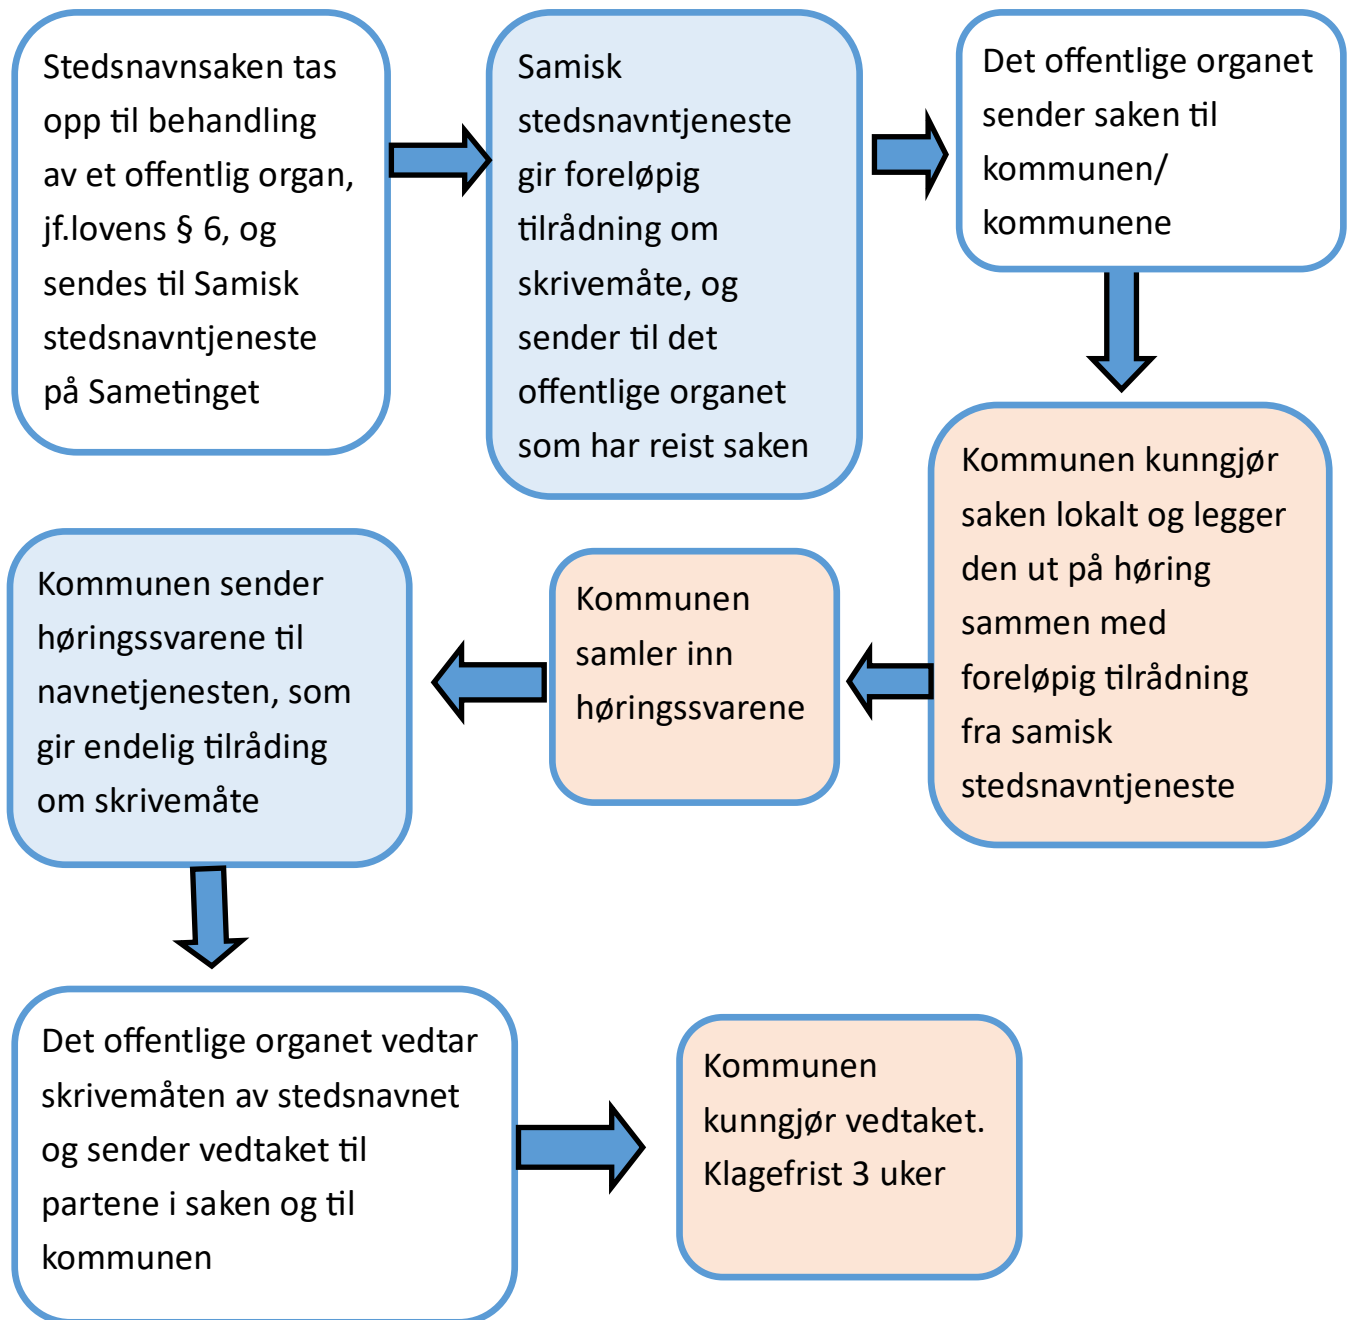 Stedsnavnsaken tas
opp til behandling
av et offentlig organ,
jf.lovens § 6, og
sendes til Samisk
stedsnavntjeneste
på Sametinget
Samisk
stedsnavntjeneste
gir foreløpig
tilrådning om
skrivemåte, og
sender til det
offentlige organet
som har reist saken
Det offentlige organet
sender saken til
kommunen/
kommunene
Kommunen kunngjør
saken lokalt og legger
den ut på høring
sammen med
foreløpig tilrådning
fra samisk
stedsnavntjeneste
Kommunen
samler inn
høringssvarene
Kommunen sender
høringssvarene til
navnetjenesten, som
gir endelig tilråding
om skrivemåte
Det offentlige organet vedtar
skrivemåten av stedsnavnet
og sender vedtaket til
partene i saken og til
kommunen
Kommunen
kunngjør vedtaket.
Klagefrist 3 uker